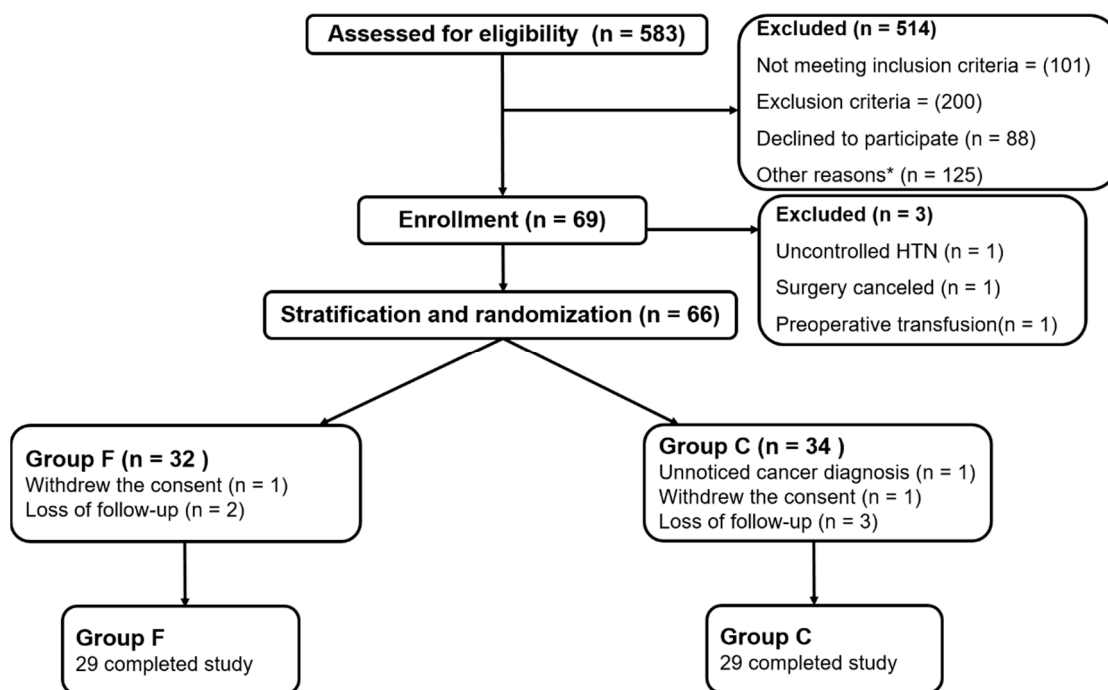 Assessed for eligibility (n = 583)
Excluded (n = 514)
Not meeting inclusion criteria = (101)
Exclusion criteria = (200)
Declined to participate (n = 88)
Other reasons* (n = 125)
Enrollment (n = 69)
Excluded (n = 3)
Uncontrolled HTN (n = 1)
Surgery canceled (n = 1)
Preoperative transfusion(n = 1)
Stratification and randomization (n = 66)
Group F (n = 32 )
Withdrew the consent (n = 1)
Loss of follow-up (n = 2)
Group C (n = 34 )
Unnoticed cancer diagnosis (n = 1)
Withdrew the consent (n = 1)
Loss of follow-up (n = 3)
Group F
29 completed study
Group C
29 completed study